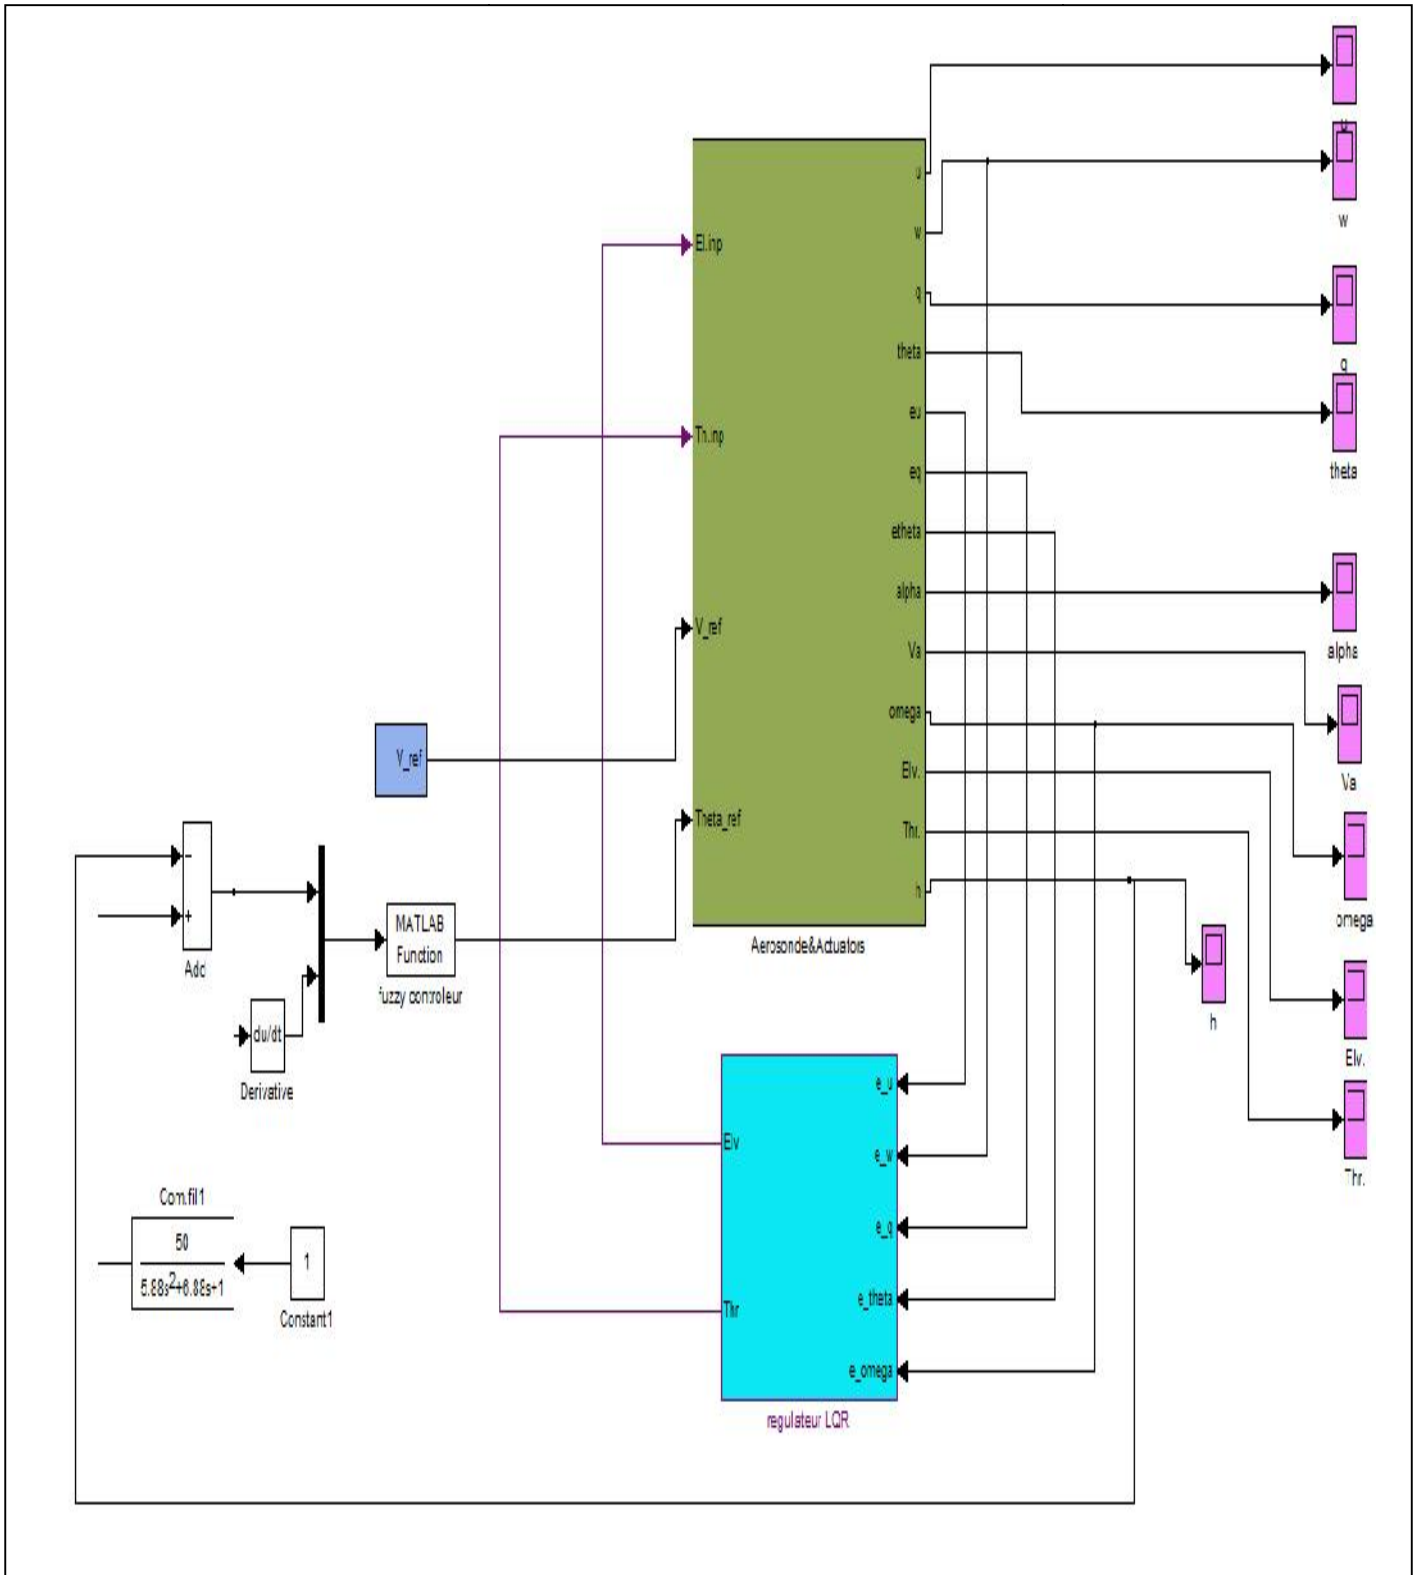 u
w
q
theta
alpha
Va
omega
Elv.
Thr.
h
El.inp
Th.inp
V_ref
Theta_ref
u
w
q
theta
eu
eq
etheta
alpha
Va
omega
Elv.
Thr.
h
Aerosonde&Actuators
V_ref
-
+
Add
MATLAB
Function
fuzzy controleur
du/dt
Derivative
Com.fil1
50
5.88s2+6.88s+1
1
Constant1
Elv
Thr
e_u
e_w
e_q
e_theta
e_omega
regulateur LQR